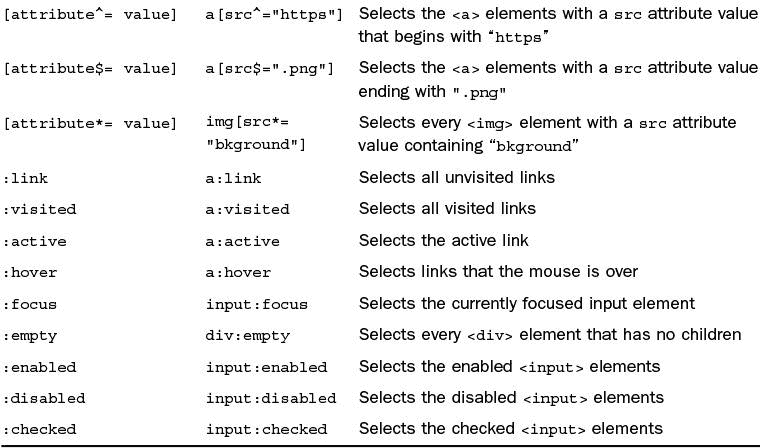 [attribute^= value] a[src^="https"] Selects the <a> elements with a src attribute value
that begins with “https”
[attribute$= value] a[src$=".png"] Selects the <a> elements with a src attribute value
ending with ".png"
[attribute*= value] img[src*= Selects every <img> element with a src attribute
"bkground"] value containing “bkground”
:link a:link Selects all unvisited links
:visited a:visited Selects all visited links
:active a:active Selects the active link
:hover a:hover Selects links that the mouse is over
:focus input:focus Selects the currently focused input element
:empty div:empty Selects every <div> element that has no children
:enabled input:enabled Selects the enabled <input> elements
:disabled input:disabled Selects the disabled <input> elements
:checked input:checked Selects the checked <input> elements